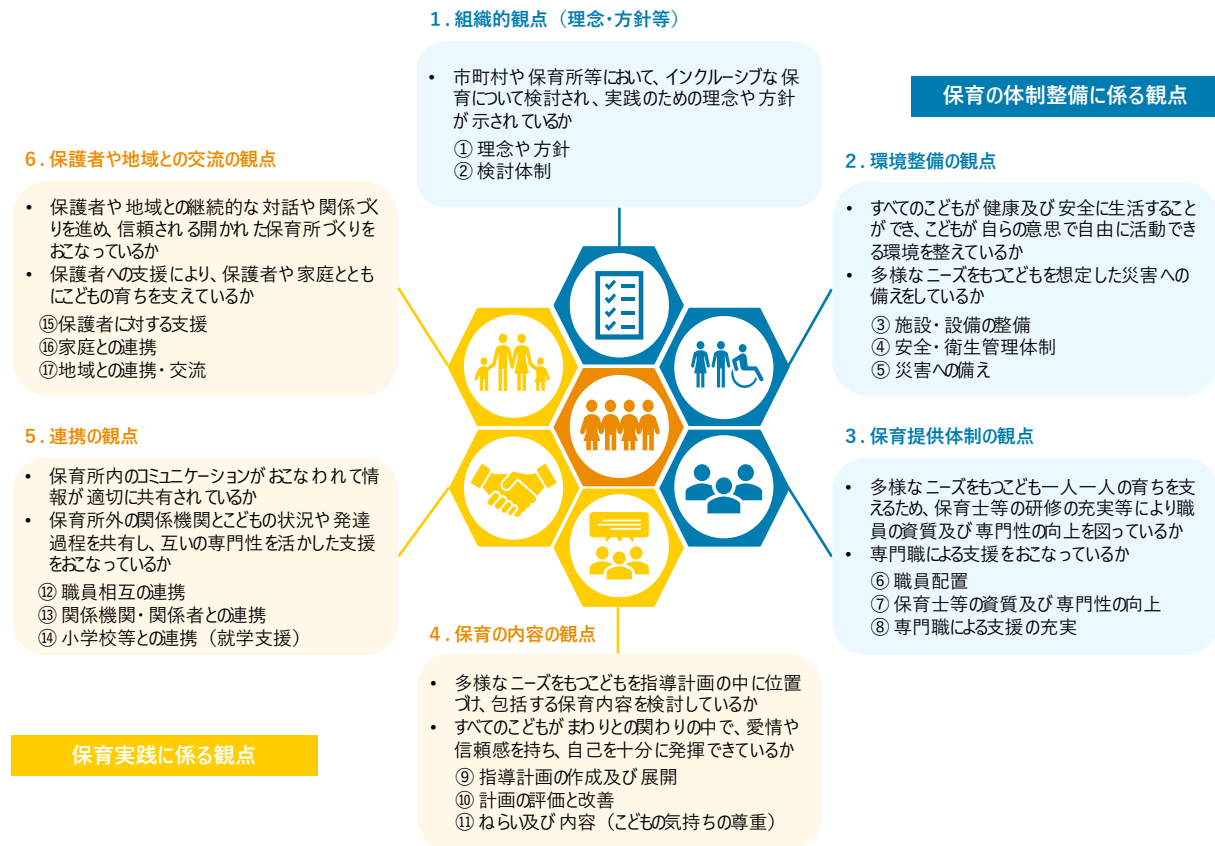 1．組織的観点（理念・方針等）
• 市町村や保育所等において、インクルーシブな保
育について検討され、実践のための理念や方針
が示されているか
① 理念や方針
② 検討体制
保育の体制整備に係る観点
2．環境整備の観点
• すべてのこどもが健康及び安全に生活すること
ができ、こどもが自らの意思で自由に活動でき
る環境を整えているか
• 多様なニーズをもつこどもを想定した災害への
備えをしているか
③ 施設・設備の整備
④ 安全・衛生管理体制
⑤ 災害への備え
3．保育提供体制の観点
• 多様なニーズをもつこども一人一人の育ちを支
えるため、保育士等の研修の充実等により職
員の資質及び専門性の向上を図っているか
• 専門職による支援をおこなっているか
⑥ 職員配置
⑦ 保育士等の資質及び専門性の向上
⑧ 専門職による支援の充実
4．保育の内容の観点
• 多様なニーズをもつこどもを指導計画の中に位置
づけ、包括する保育内容を検討しているか
• すべてのこどもがまわりとの関わりの中で、愛情や
信頼感を持ち、自己を十分に発揮できているか
⑨ 指導計画の作成及び展開
⑩ 計画の評価と改善
⑪ ねらい及び内容（こどもの気持ちの尊重）
5．連携の観点
• 保育所内のコミュニケーションがおこなわれて情
報が適切に共有されているか
• 保育所外の関係機関とこどもの状況や発達
過程を共有し、互いの専門性を活かした支援
をおこなっているか
⑫ 職員相互の連携
⑬ 関係機関・関係者との連携
⑭ 小学校等との連携（就学支援）
6．保護者や地域との交流の観点
• 保護者や地域との継続的な対話や関係づく
りを進め、信頼される開かれた保育所づくりを
おこなっているか
• 保護者への支援により、保護者や家庭ととも
にこどもの育ちを支えているか
⑮保護者に対する支援
⑯家庭との連携
⑰地域との連携・交流
保育実践に係る観点